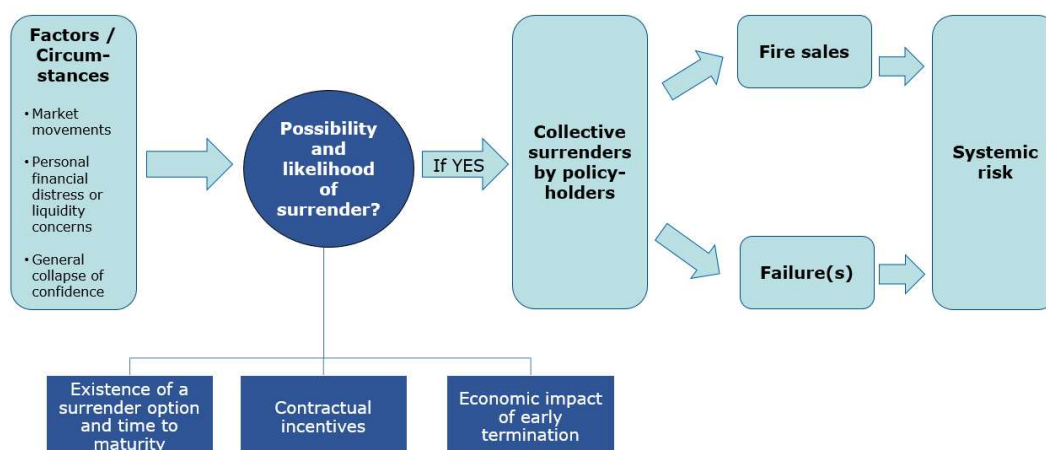 Factors /
Circum-
stances
• Market
movements
• Personal
financial
distress or
liquidity
concerns
• General
collapse of
confidence
Possibility
and
likelihood
of
surrender?
If YES
Collective
surrenders
by policy-
holders
Fire sales
Failure(s)
Systemic
risk
Existence of a
surrender option
and time to
maturity
Contractual
incentives
Economic impact
of early
termination